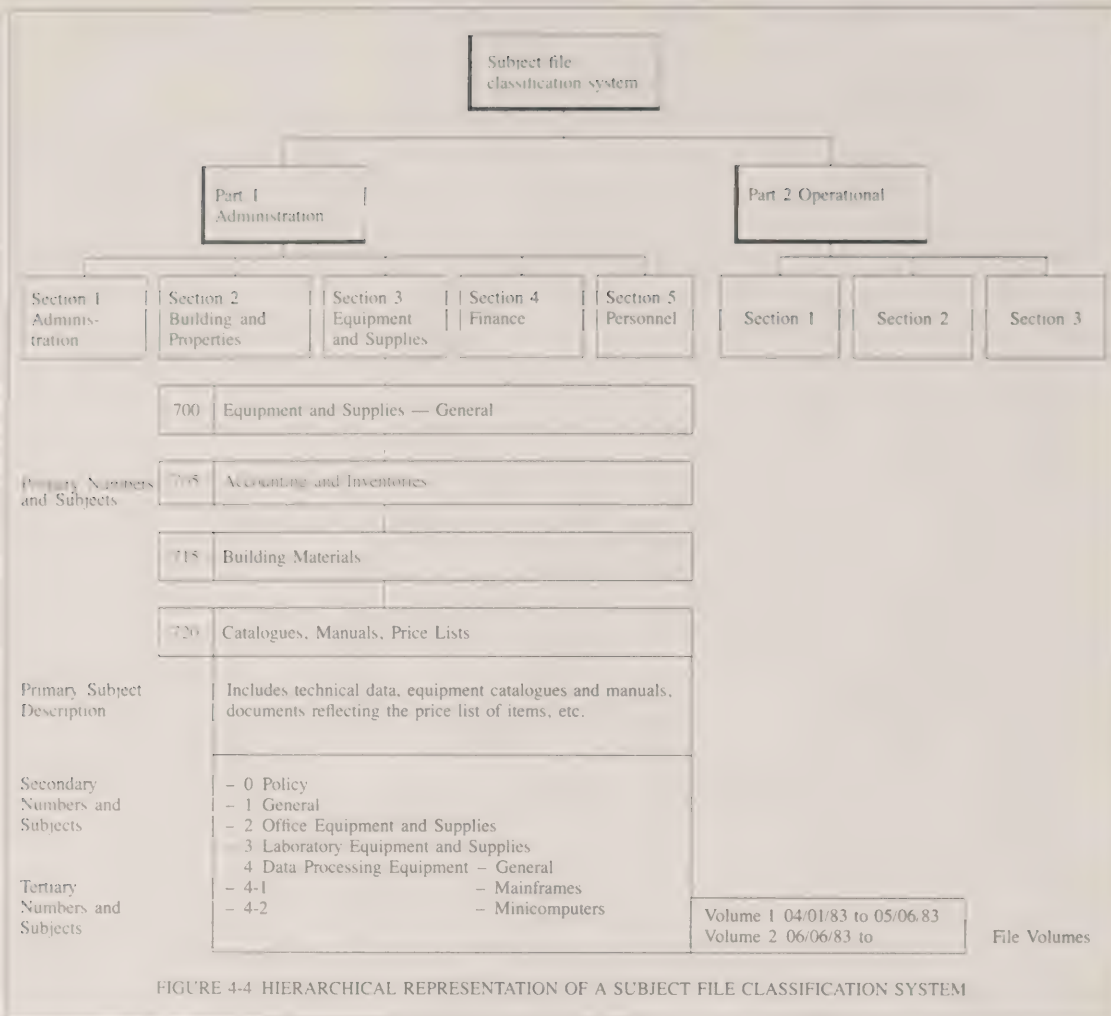 Subject file
classification system
Part 1
Administration
Part 2 Operational
Section 1
Adminis-
tration
Section 2
Building and
Properties
Section 3
Equipment
and Supplies
Section 4
Finance
Section 5
Personnel
Section 1
Section 2
Section 3
700 Equipment and Supplies — General
Primary Numbers
and Subjects
705 Accounting and Inventories
715 Building Materials
720 Catalogues, Manuals, Price Lists
Primary Subject
Description
Includes technical data, equipment catalogues and manuals,
documents reflecting the price list of items, etc.
Secondary
Numbers and
Subjects
– 0 Policy
– 1 General
– 2 Office Equipment and Supplies
3 Laboratory Equipment and Supplies
4 Data Processing Equipment – General
Tertiary
Numbers and
Subjects
– 4-1 – Mainframes
– 4-2 – Minicomputers
Volume 1 04/01/83 to 05/06/83
Volume 2 06/06/83 to
File Volumes
FIGURE 4-4 HIERARCHICAL REPRESENTATION OF A SUBJECT FILE CLASSIFICATION SYSTEM